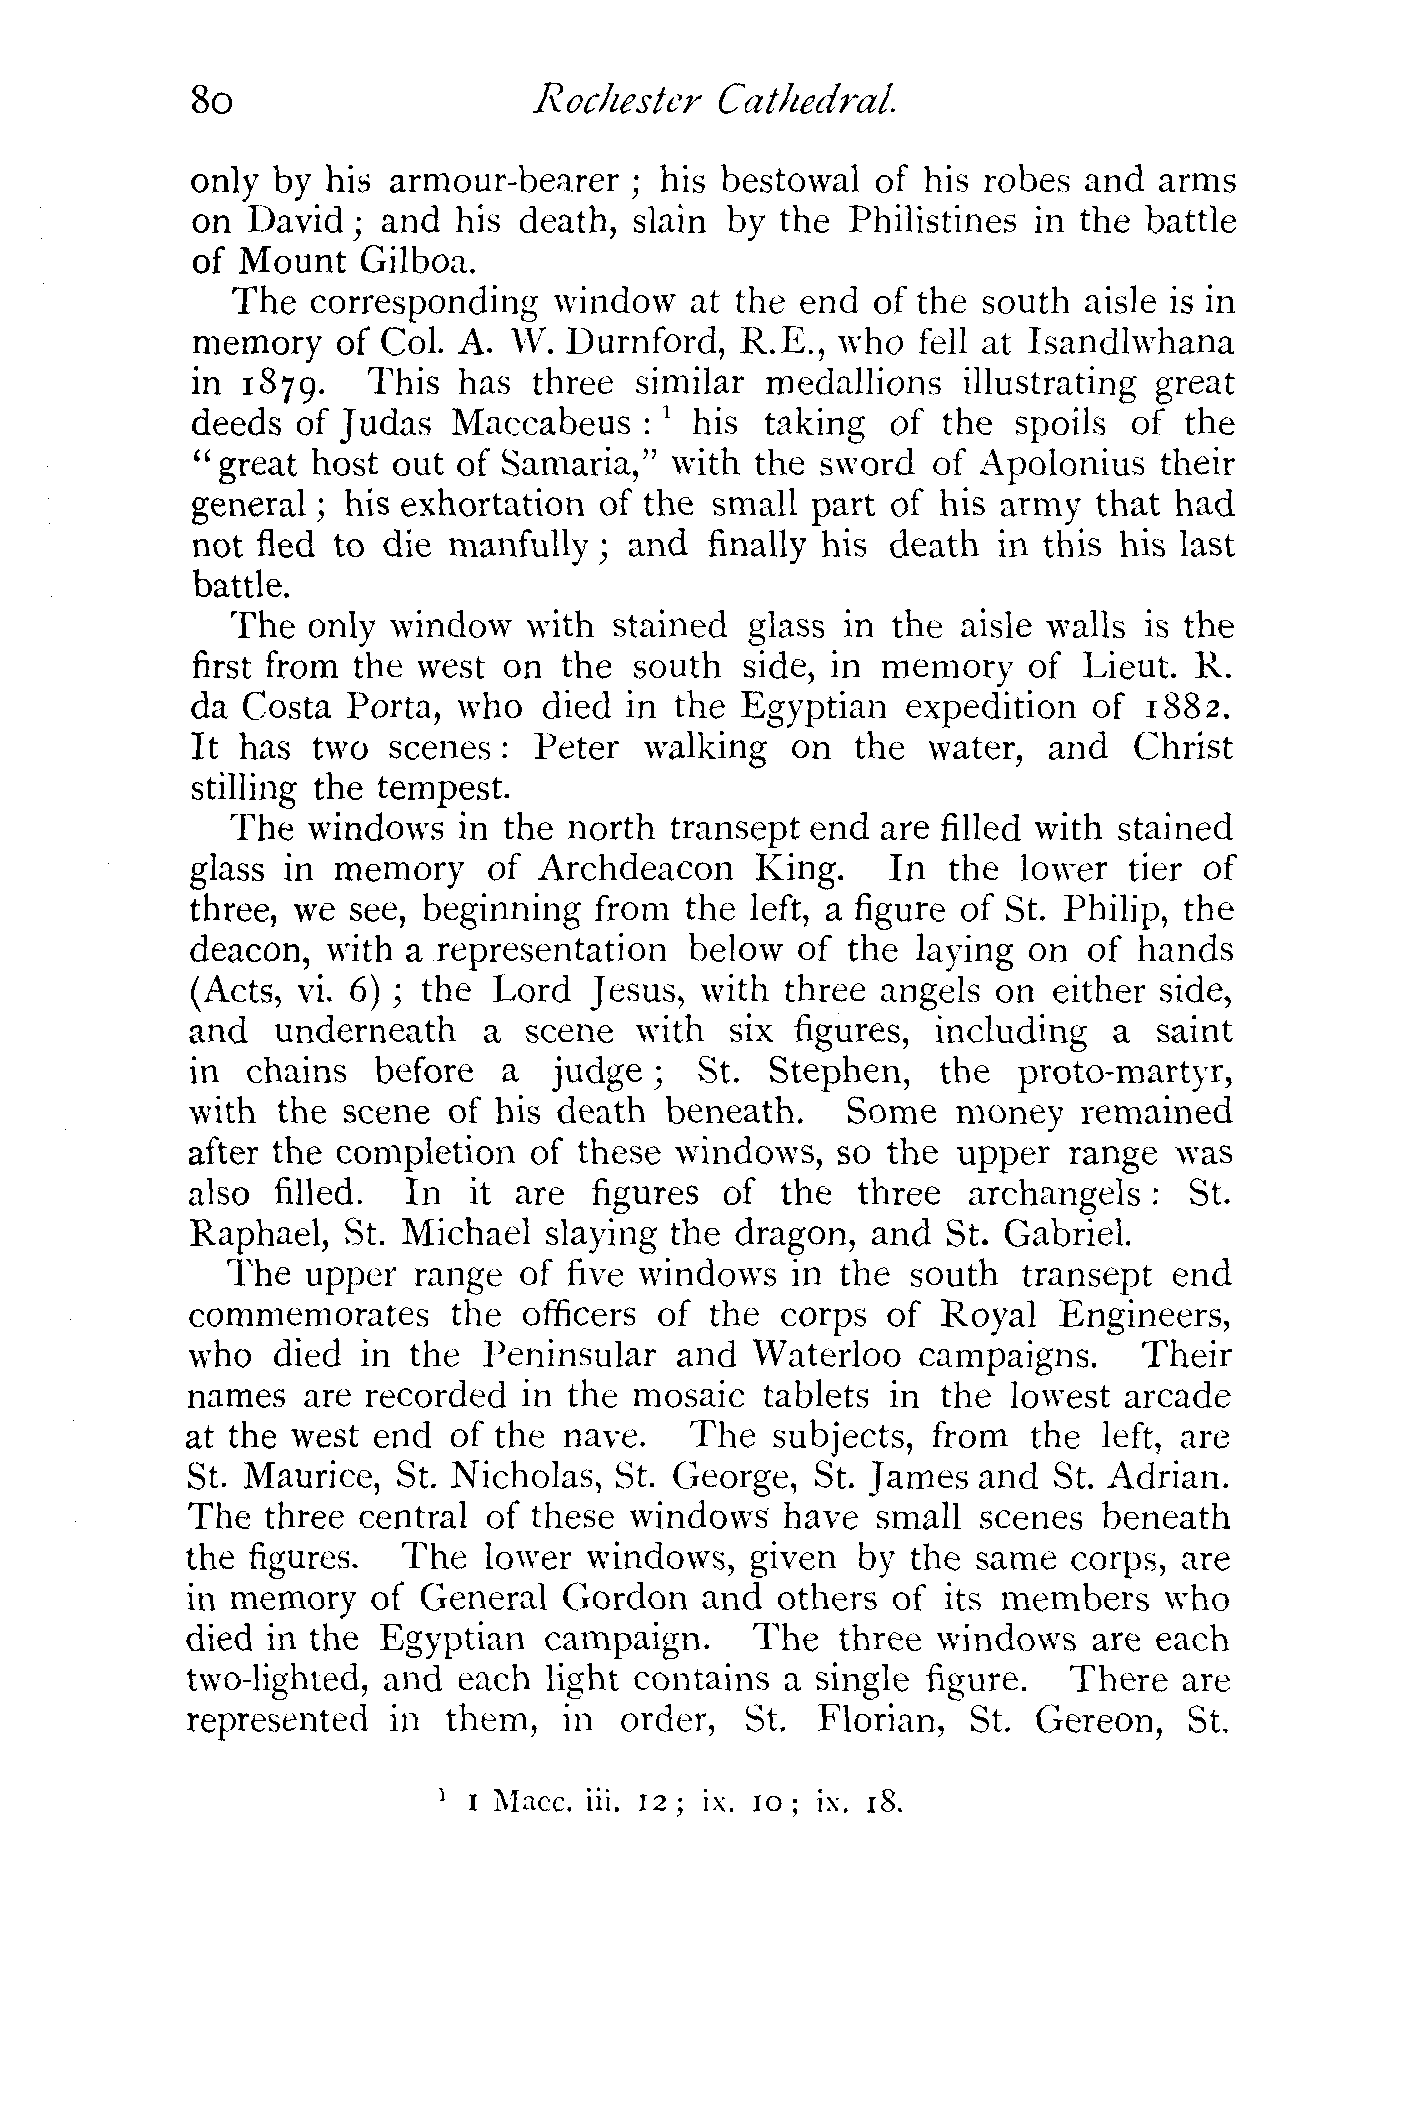 80 Rochester Cathedral.
only by his armour-bearer ; his bestowal of his robes and arms
on David ; and his death, slain by the Philistines in the battle
of Mount Gilboa.
The corresponding window at the end of the south aisle is in
memory of Col. A. W. Durnford, R.E., who fell at Isandlwhana
in 1879. This has three similar medallions illustrating great
deeds of Judas Maccabeus : ¹ his taking of the spoils of the
“great host out of Samaria,” with the sword of Apolonius their
general ; his exhortation of the small part of his army that had
not fled to die manfully ; and finally his death in this his last
battle.
The only window with stained glass in the aisle walls is the
first from the west on the south side, in memory of Lieut. R.
da Costa Porta, who died in the Egyptian expedition of 1882.
It has two scenes : Peter walking on the water, and Christ
stilling the tempest.
The windows in the north transept end are filled with stained
glass in memory of Archdeacon King. In the lower tier of
three, we see, beginning from the left, a figure of St. Philip, the
deacon, with a representation below of the laying on of hands
(Acts, vi. 6) ; the Lord Jesus, with three angels on either side,
and underneath a scene with six figures, including a saint
in chains before a judge ; St. Stephen, the proto-martyr,
with the scene of his death beneath. Some money remained
after the completion of these windows, so the upper range was
also filled. In it are figures of the three archangels : St.
Raphael, St. Michael slaying the dragon, and St. Gabriel.
The upper range of five windows in the south transept end
commemorates the officers of the corps of Royal Engineers,
who died in the Peninsular and Waterloo campaigns. Their
names are recorded in the mosaic tablets in the lowest arcade
at the west end of the nave. The subjects, from the left, are
St. Maurice, St. Nicholas, St. George, St. James and St. Adrian.
The three central of these windows have small scenes beneath
the figures. The lower windows, given by the same corps, are
in memory of General Gordon and others of its members who
died in the Egyptian campaign. The three windows are each
two-lighted, and each light contains a single figure. There are
represented in them, in order, St. Florian, St. Gereon, St.
¹ 1 Macc. iii. 12 ; ix. 10 ; ix. 18.